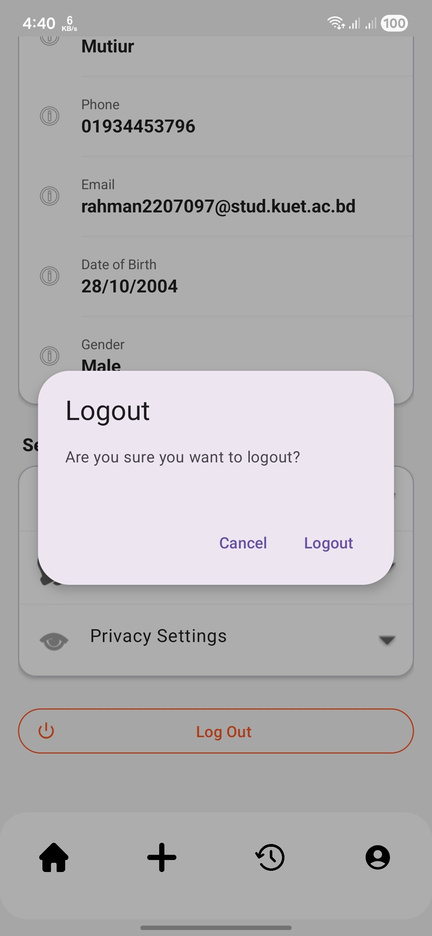 4:40 6 KB/s 100
Mutiur
Phone
01934453796
Email
rahman2207097@stud.kuet.ac.bd
Date of Birth
28/10/2004
Gender
Male
Logout
Se
Are you sure you want to logout?
Cancel Logout
Privacy Settings
Log Out